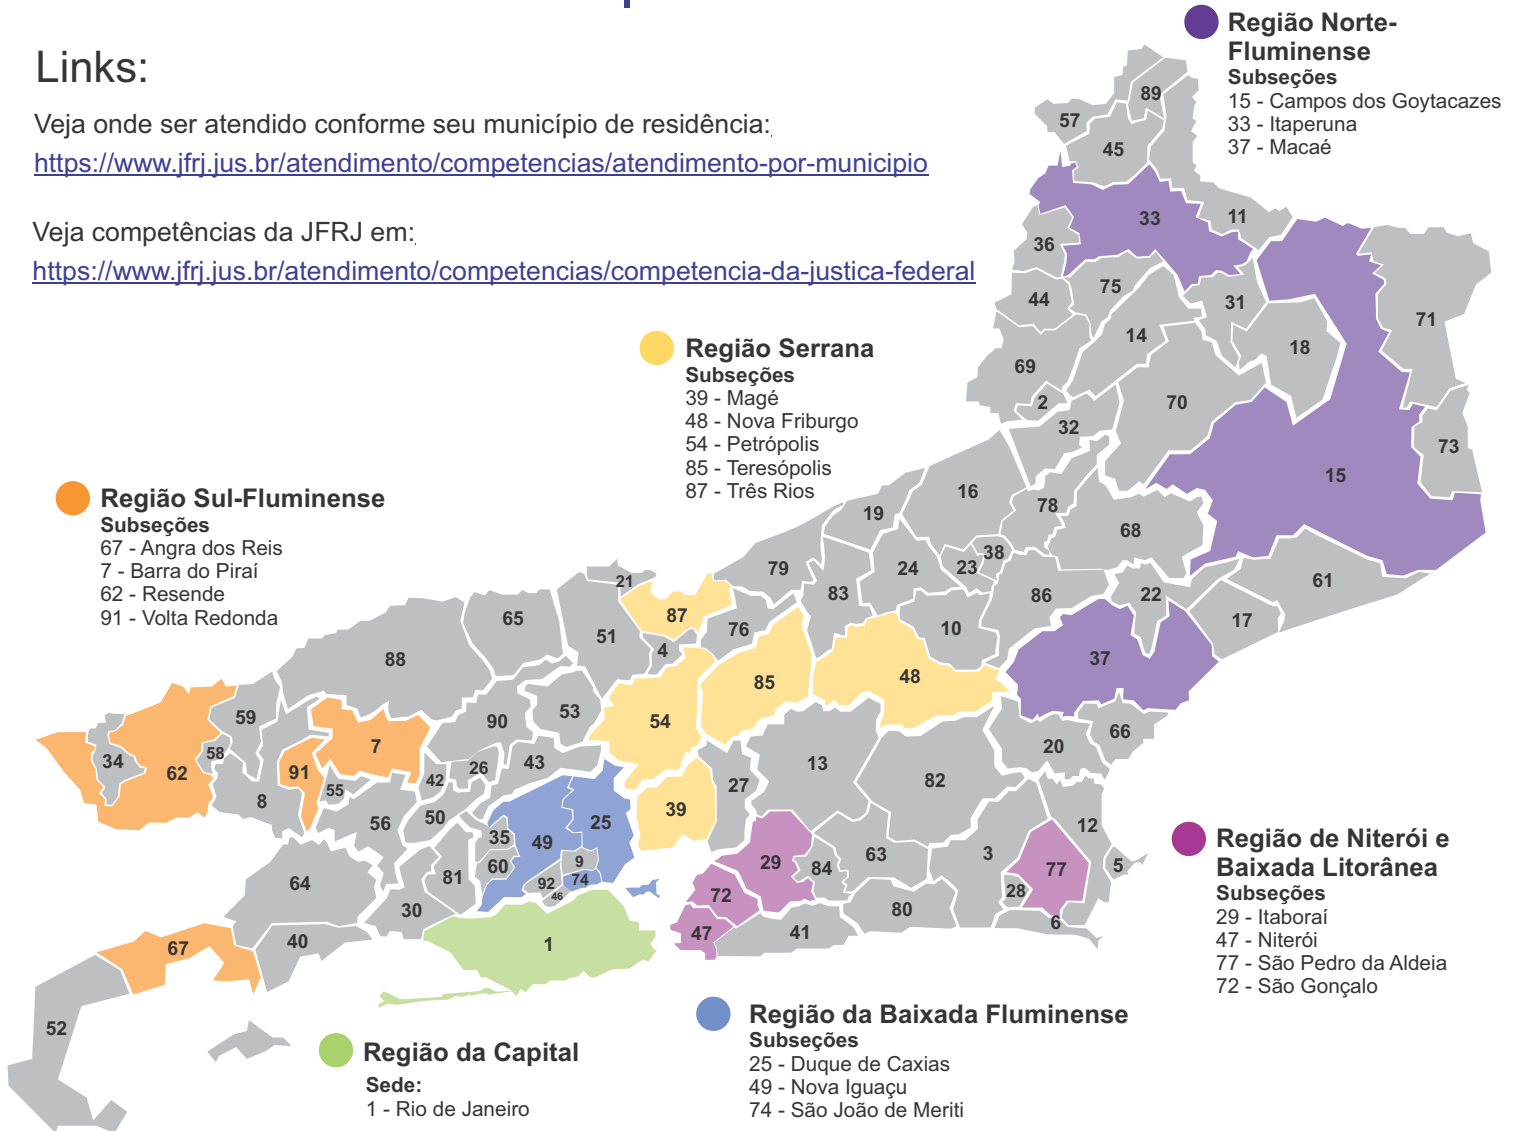 Links:
Veja onde ser atendido conforme seu município de residência:
https://www.jfrj.jus.br/atendimento/competencias/atendimento-por-municipio
Veja competências da JFRJ em:
https://www.jfrj.jus.br/atendimento/competencias/competencia-da-justica-federal
Região Norte-
Fluminense
Subseções
15 - Campos dos Goytacazes
33 - Itaperuna
37 - Macaé
Região Serrana
Subseções
39 - Magé
48 - Nova Friburgo
54 - Petrópolis
85 - Teresópolis
87 - Três Rios
Região Sul-Fluminense
Subseções
67 - Angra dos Reis
7 - Barra do Piraí
62 - Resende
91 - Volta Redonda
Região de Niterói e
Baixada Litorânea
Subseções
29 - Itaboraí
47 - Niterói
77 - São Pedro da Aldeia
72 - São Gonçalo
Região da Baixada Fluminense
Subseções
25 - Duque de Caxias
49 - Nova Iguaçu
74 - São João de Meriti
Região da Capital
Sede:
1 - Rio de Janeiro
89
57
45
33
11
36
75
44
31
71
14
18
69
2
70
32
73
15
16
78
19
68
38
79
24
23
21
83
86
22
61
87
65
76
10
17
51
4
88
37
85
48
59
90
53
54
66
7
20
58
34
62
91
43
26
13
42
27
82
55
8
39
56
50
25
12
35
49
63
3
9
29
60
84
77
5
81
92
74
64
28
46
72
30
80
6
40
67
1
47
41
52